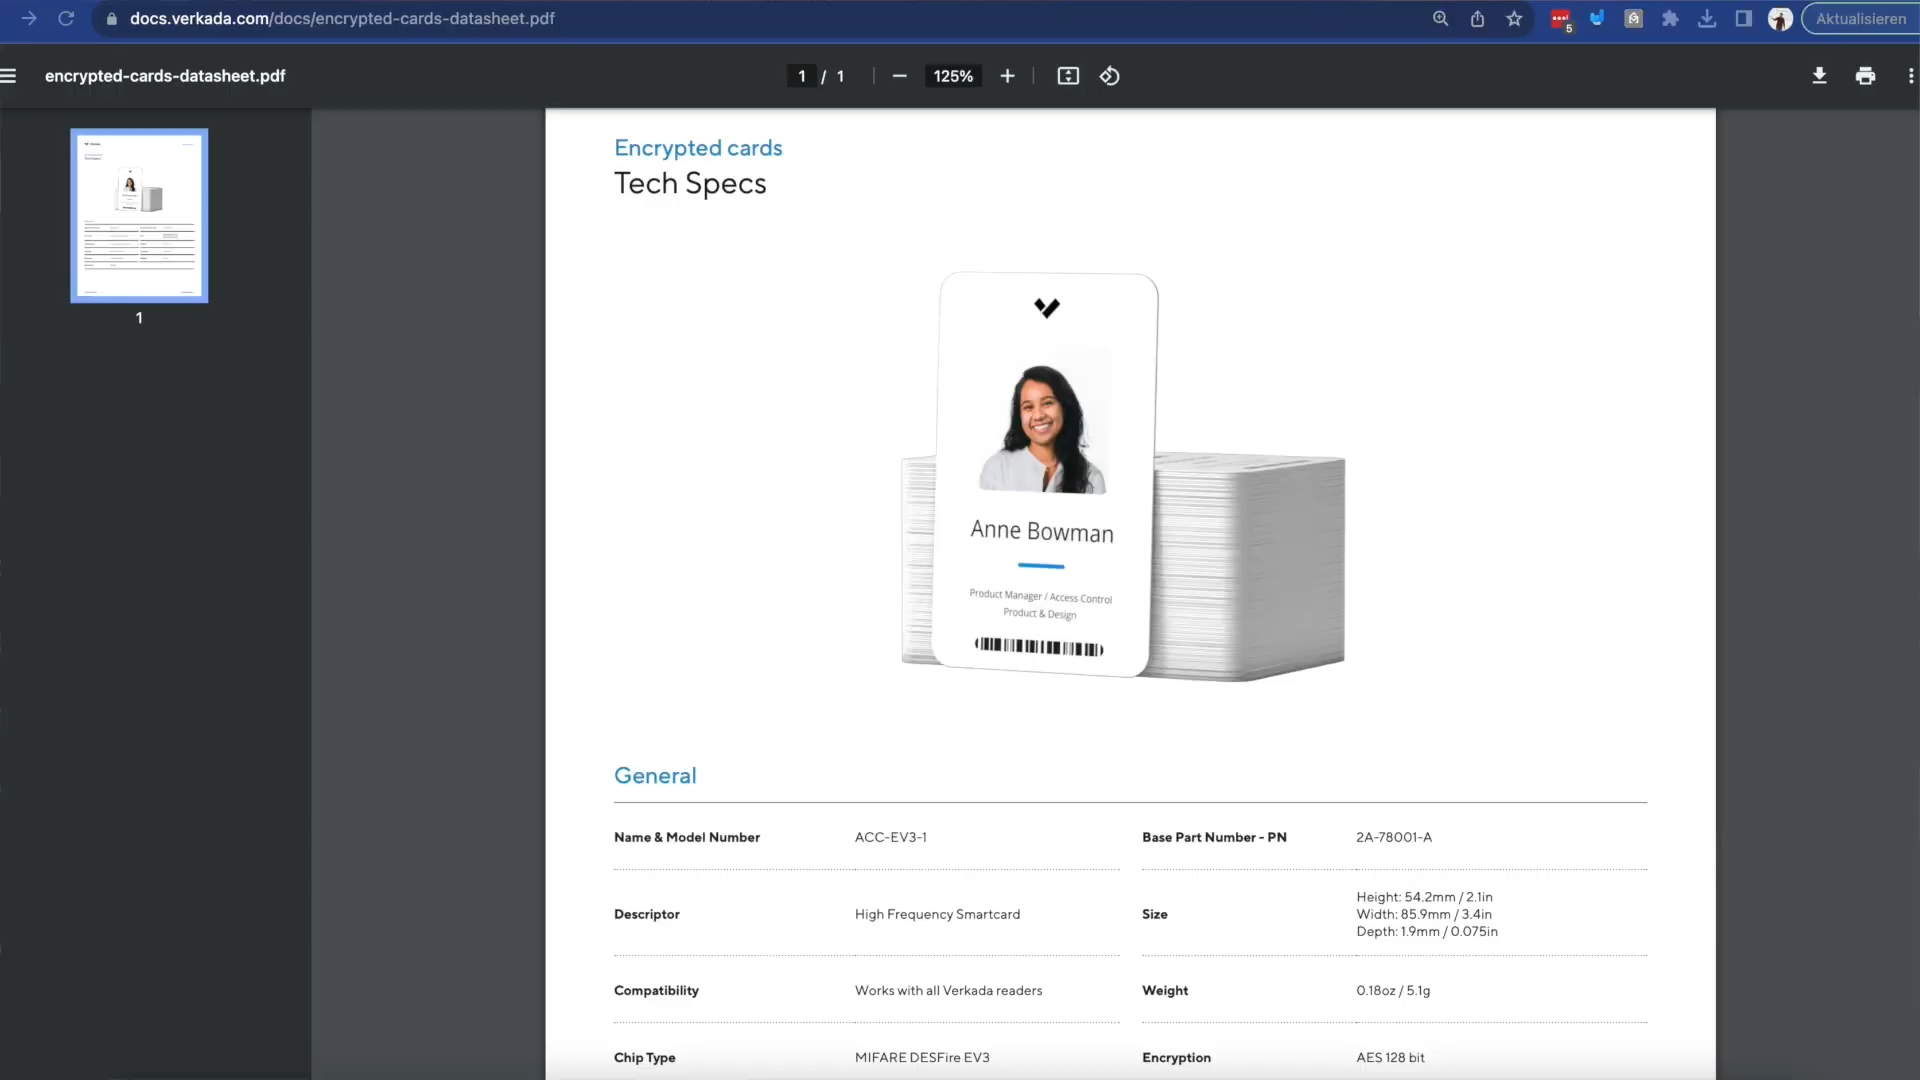 docs.verkada.com/docs/encrypted-cards-datasheet.pdf
5
Aktualisieren
encrypted-cards-datasheet.pdf
1 / 1
125%
1
Encrypted cards
Tech Specs
Anne Bowman
Product Manager / Access Control
Product & Design
General
Name & Model Number ACC-EV3-1 Base Part Number - PN 2A-78001-A
Descriptor High Frequency Smartcard Size Height: 54.2mm / 2.1in
Width: 85.9mm / 3.4in
Depth: 1.9mm / 0.075in
Compatibility Works with all Verkada readers Weight 0.18oz / 5.1g
Chip Type MIFARE DESFire EV3 Encryption AES 128 bit